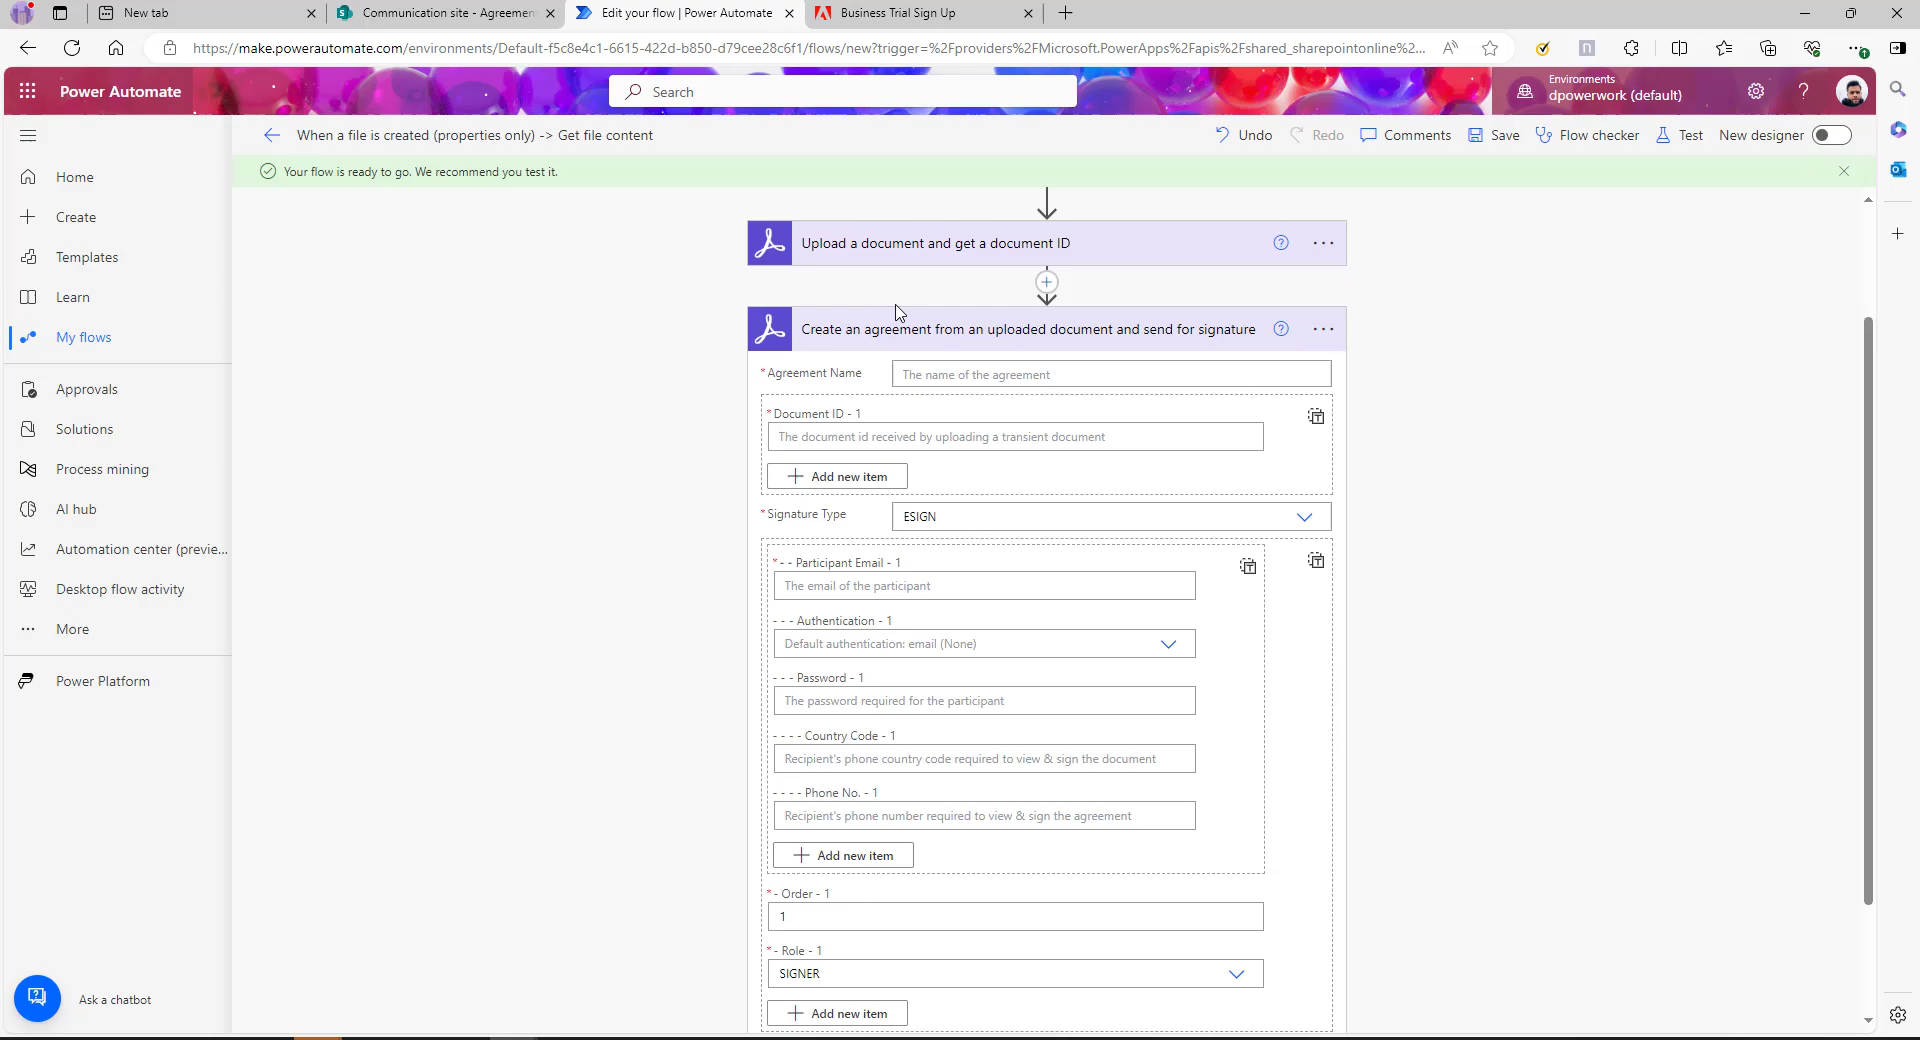 New tab
Communication site - Agreemen
Edit your flow | Power Automate
Business Trial Sign Up
https://make.powerautomate.com/environments/Default-f5c8e4c1-6615-422d-b850-d79cee28c6f1/flows/new?trigger=%2Fproviders%2FMicrosoft.PowerApps%2Fapis%2Fshared_sharepointonline%2...
Power Automate
Search
Environments
dpowerwork (default)
When a file is created (properties only) -> Get file content
Undo
Redo
Comments
Save
Flow checker
Test
New designer
Your flow is ready to go. We recommend you test it.
Home
Create
Templates
Learn
My flows
Approvals
Solutions
Process mining
AI hub
Automation center (previe...
Desktop flow activity
More
Power Platform
Ask a chatbot
Upload a document and get a document ID
Create an agreement from an uploaded document and send for signature
* Agreement Name
The name of the agreement
* Document ID - 1
The document id received by uploading a transient document
Add new item
* Signature Type
ESIGN
* - - Participant Email - 1
The email of the participant
- - - Authentication - 1
Default authentication: email (None)
- - - Password - 1
The password required for the participant
- - - - Country Code - 1
Recipient's phone country code required to view & sign the document
- - - - Phone No. - 1
Recipient's phone number required to view & sign the agreement
Add new item
* - Order - 1
1
* - Role - 1
SIGNER
Add new item